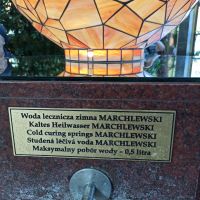 Woda lecznicza zimna MARCHLEWSKI
Kaltes Heilwasser MARCHLEWSKI
Cold curing springs MARCHLEWSKI
Studená léčivá voda MARCHLEWSKI
Maksymalny pobór wody - 0,5 litra